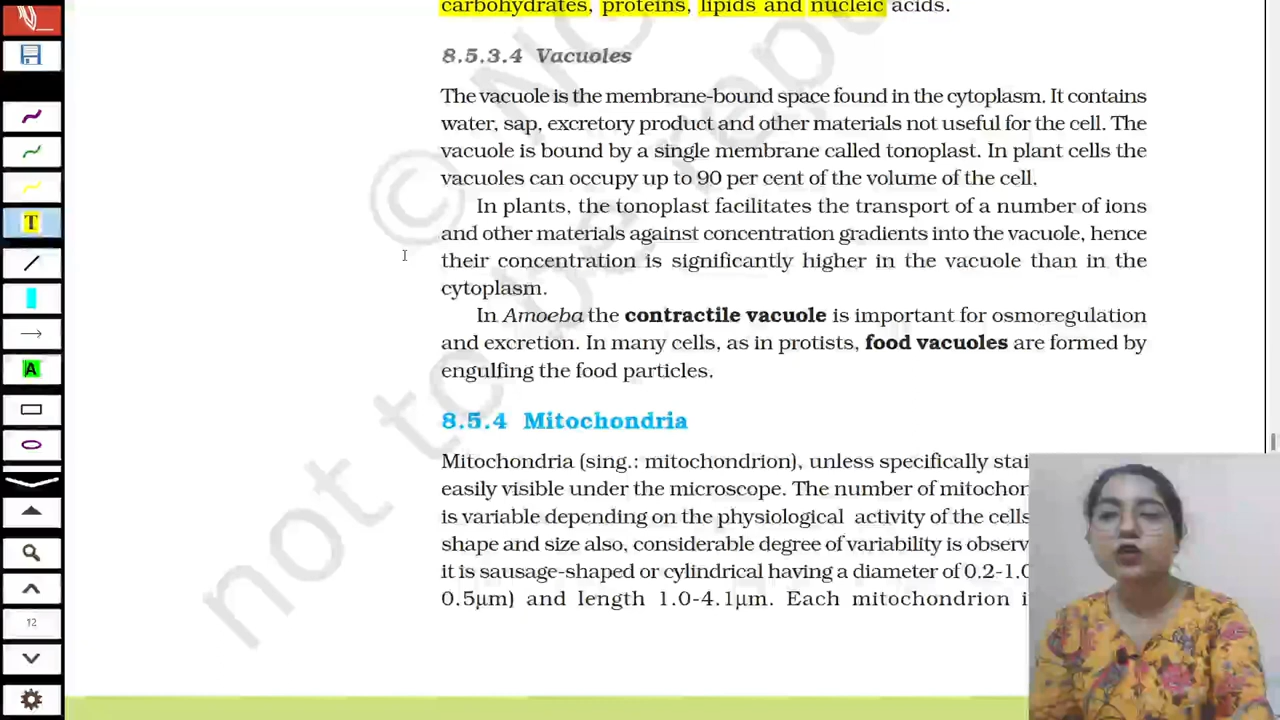 carbohydrates, proteins, lipids and nucleic acids.
8.5.3.4 Vacuoles
The vacuole is the membrane-bound space found in the cytoplasm. It contains
water, sap, excretory product and other materials not useful for the cell. The
vacuole is bound by a single membrane called tonoplast. In plant cells the
vacuoles can occupy up to 90 per cent of the volume of the cell.
In plants, the tonoplast facilitates the transport of a number of ions
and other materials against concentration gradients into the vacuole, hence
their concentration is significantly higher in the vacuole than in the
cytoplasm.
In Amoeba the contractile vacuole is important for osmoregulation
and excretion. In many cells, as in protists, food vacuoles are formed by
engulfing the food particles.
8.5.4 Mitochondria
Mitochondria (sing.: mitochondrion), unless specifically
easily visible under the microscope. The number of
is variable depending on the physiological activity of the cells
shape and size also, considerable degree of variability is
it is sausage-shaped or cylindrical having a diameter of 0.2-1.0
0.5µm) and length 1.0-4.1µm. Each mitochondrion
© not to be
T
A
12